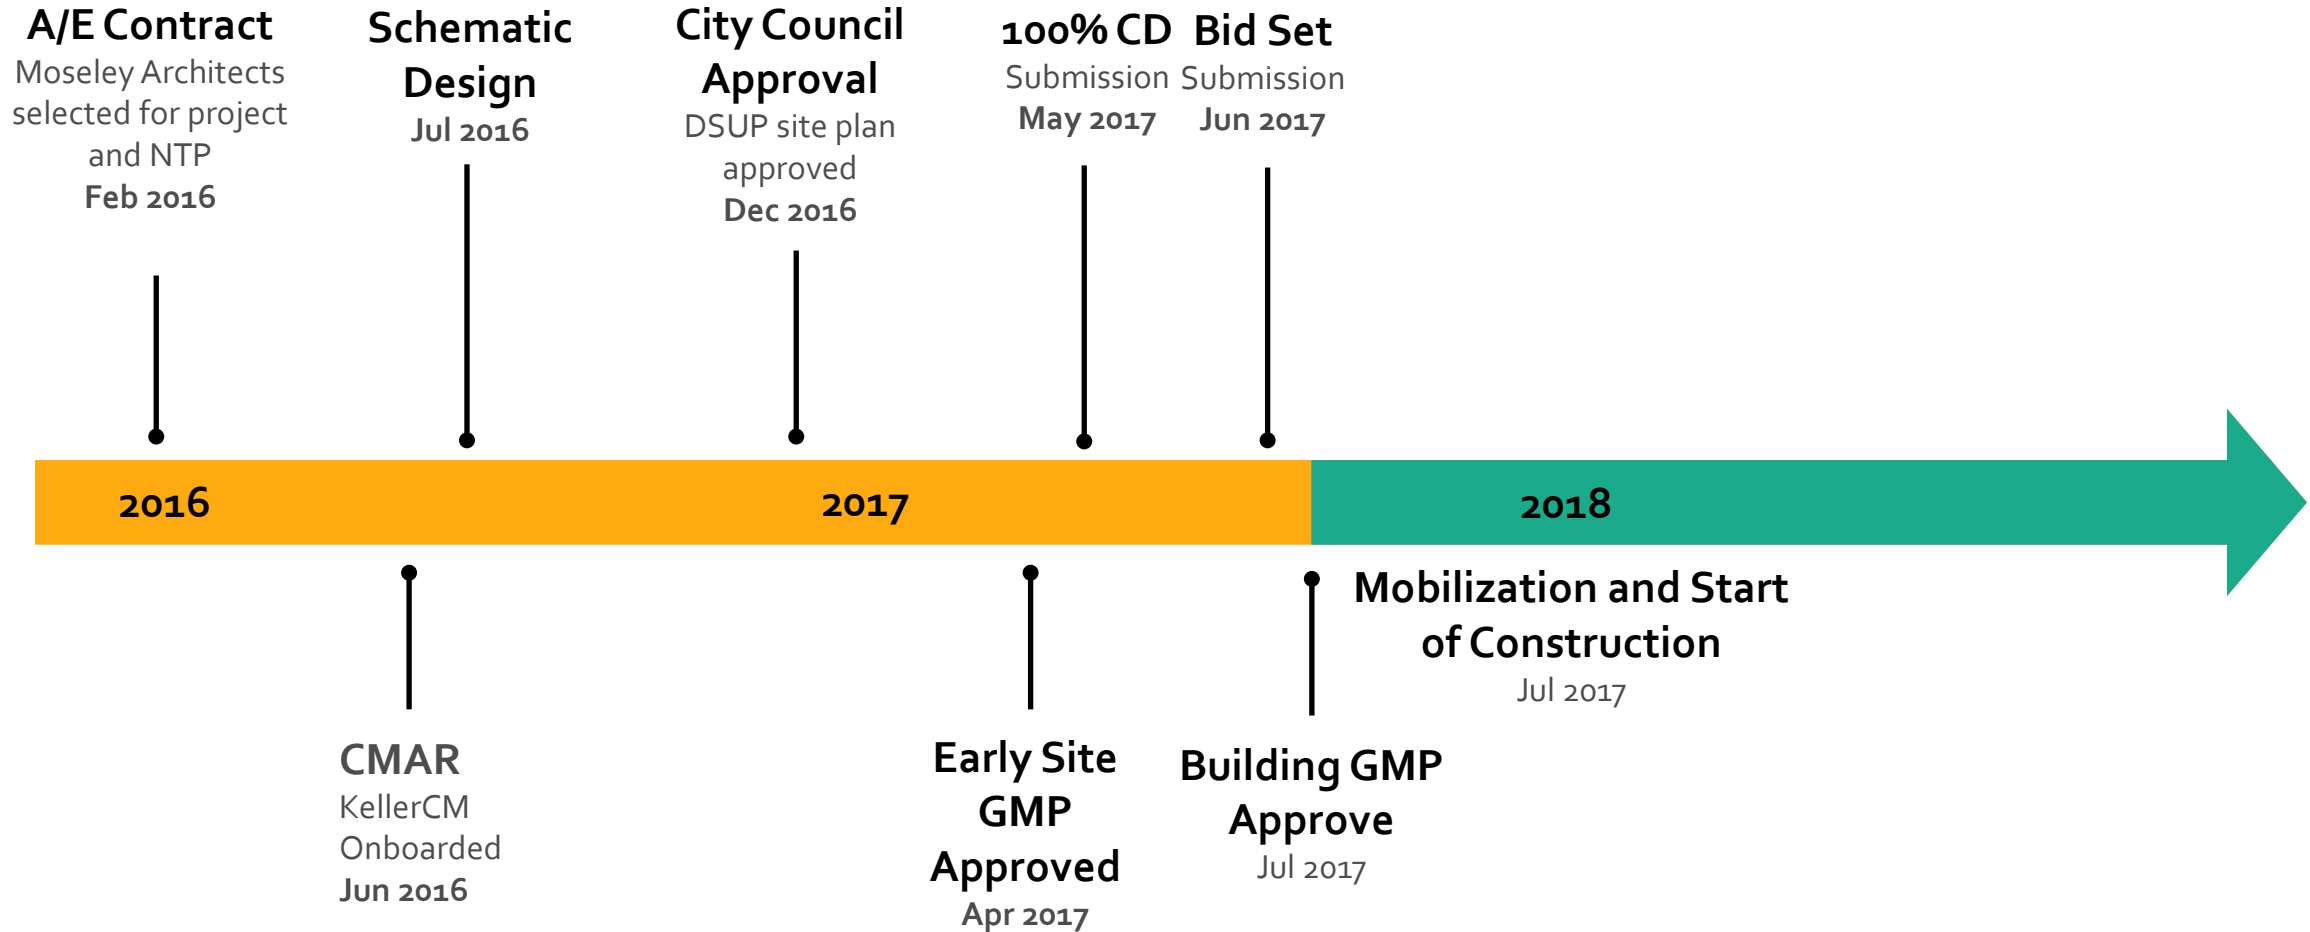 A/E Contract
Moseley Architects
selected for project
and NTP
Feb 2016
Schematic
Design
Jul 2016
City Council
Approval
DSUP site plan
approved
Dec 2016
100% CD
Submission
May 2017
Bid Set
Submission
Jun 2017
2016
2017
2018
CMAR
KellerCM
Onboarded
Jun 2016
Early Site
GMP
Approved
Apr 2017
Building GMP
Approve
Jul 2017
Mobilization and Start
of Construction
Jul 2017